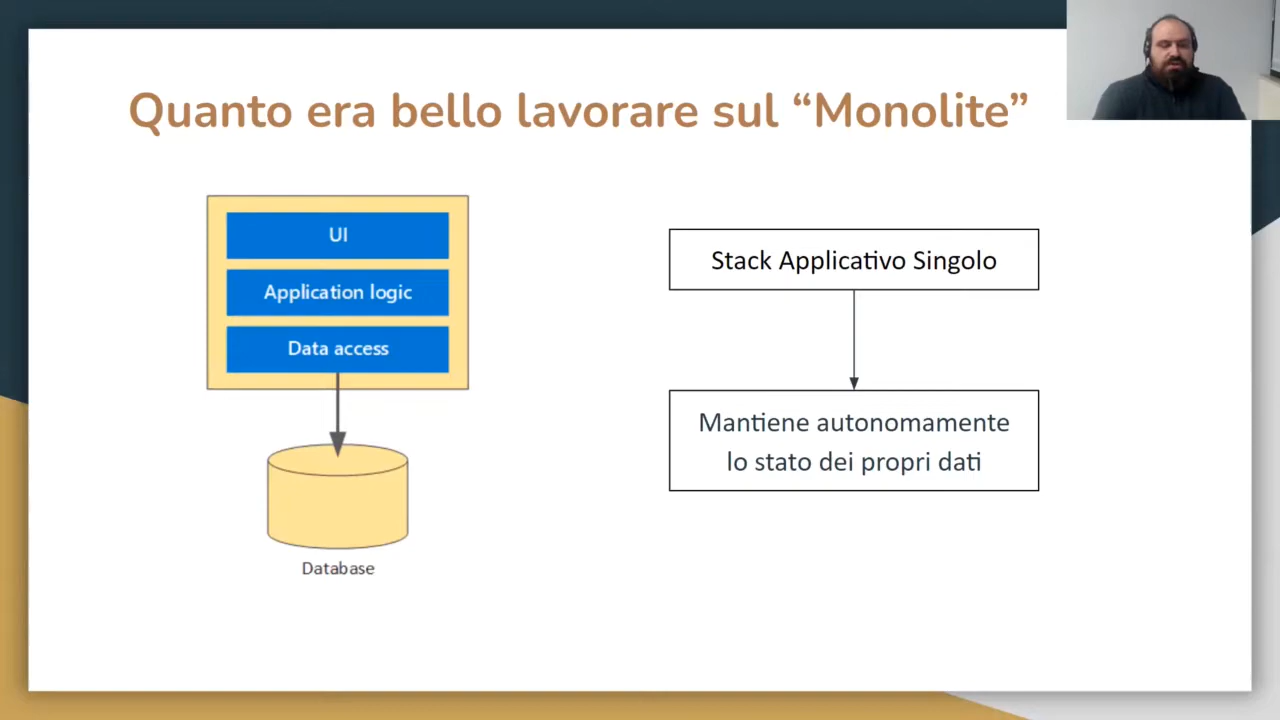 Quanto era bello lavorare sul “Monolite”
UI
Application logic
Data access
Database
Stack Applicativo Singolo
Mantiene autonomamente
lo stato dei propri dati